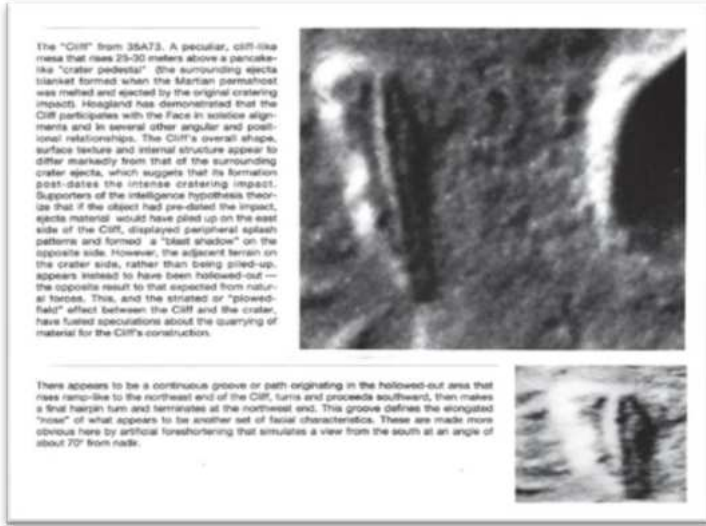 The "Cliff" from 35A73. A peculiar, cliff-like
mesa that rises 25-30 meters above a pancake-
like "crater pedestal" (the surrounding ejecta
blanket formed when the Martian permafrost
was melted and ejected by the original cratering
impact). Hoagland has demonstrated that the
Cliff participates with the Face in solstice align-
ments and in several other angular and posit-
ional relationships. The Cliff's overall shape,
surface texture and internal structure appear to
differ markedly from that of the surrounding
crater ejecta, which suggests that its formation
post-dates the intense cratering impact.
Supporters of the intelligence hypothesis theor-
ize that if the object had pre-dated the impact,
ejecta material would have piled up on the east
side of the Cliff, displayed peripheral splash
patterns and formed a "blast shadow" on the
opposite side. However, the adjacent terrain on
the crater side, rather than being piled-up,
appears instead to have been hollowed-out —
the opposite result to that expected from natur-
al forces. This, and the striated or "plowed-
field" effect between the Cliff and the crater,
have fueled speculations about the quarrying of
material for the Cliff's construction.
There appears to be a continuous groove or path originating in the hollowed-out area that
rises ramp-like to the northeast end of the Cliff, turns and proceeds southward, then makes
a final hairpin turn and terminates at the northwest end. This groove defines the elongated
"nose" of what appears to be another set of facial characteristics. These are made more
obvious here by artificial foreshortening that simulates a view from the south at an angle of
about 70° from nadir.